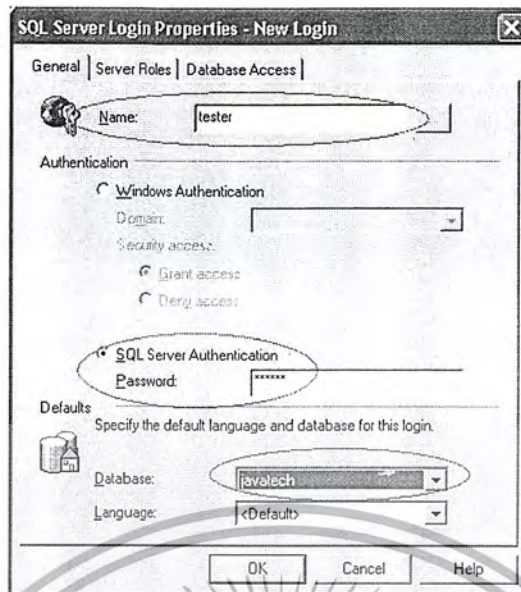 SQL Server Login Properties - New Login
General
Server Roles
Database Access
Name:
tester
Authentication
Windows Authentication
Domain:
Security access:
Grant access
Deny access
SQL Server Authentication
Password:
******
Defaults
Specify the default language and database for this login.
Database:
javatech
Language:
<Default>
OK
Cancel
Help